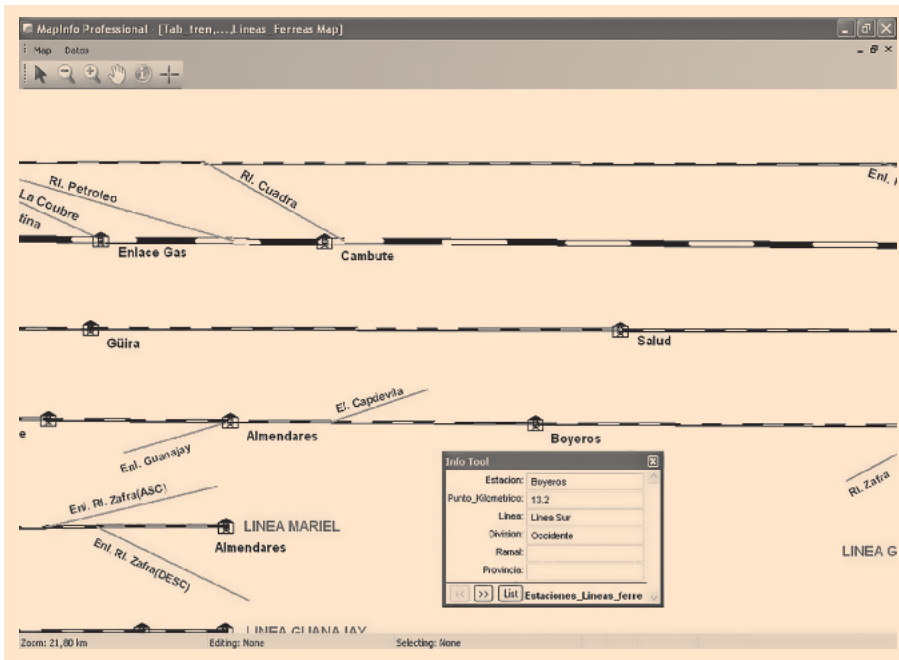 MapInfo Professional - [Tab_tren,...,Lineas_Ferreas Map]
Map Datos
Rl. Petroleo
Rl. Cuadra
Enl.
La Coubre
tina
Enlace Gas
Cambute
Güira
Salud
El. Capdevila
e
Almendares
Boyeros
Enl. Guanajay
Info Tool
Estacion: Boyeros
Punto_Kilometrico: 13.2
Linea: Linea Sur
Division: Occidente
Ramal:
Provincia:
<< >> List Estaciones_Lineas_ferre
Rl. Zafra
Enl. Rl. Zafra(ASC)
LINEA MARIEL
Almendares
LINEA G
Enl. Rl. Zafra(DESC)
LINEA GUANAJAY
Zoom: 21,80 km Editing: None Selecting: None